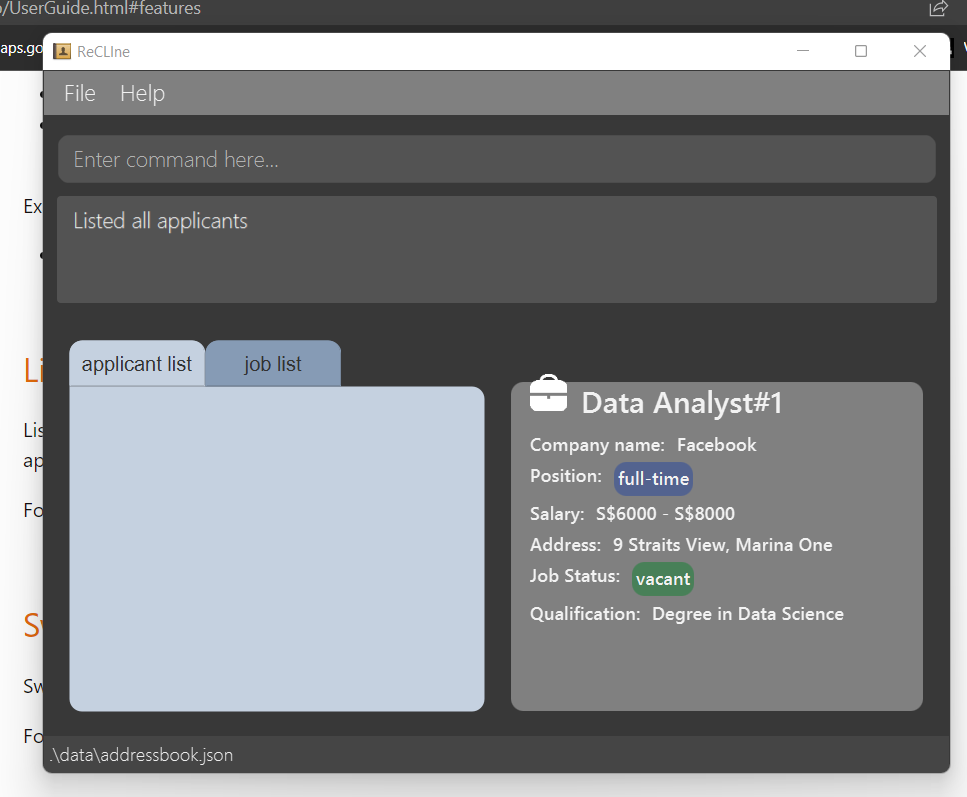 o/UserGuide.html#features
aps.go
ReCLIne
File Help
Enter command here...
Ex
Listed all applicants
applicant list job list
Li
Data Analyst#1
Lis
Company name: Facebook
ap
Position: full-time
Fo
Salary: S$6000 - S$8000
Address: 9 Straits View, Marina One
Job Status: vacant
Sw
Qualification: Degree in Data Science
Sw
Fo
.\data\addressbook.json